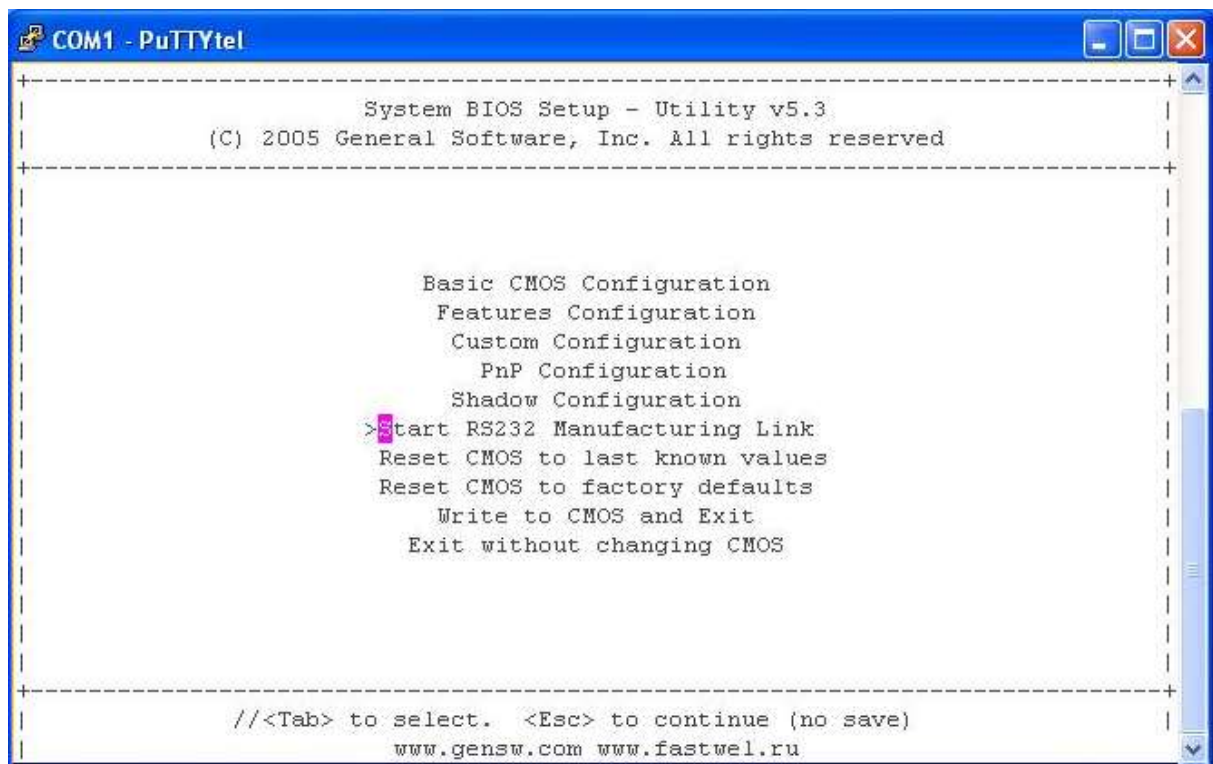 COM1 - PuTTYtel
System BIOS Setup - Utility v5.3
(C) 2005 General Software, Inc. All rights reserved
Basic CMOS Configuration
Features Configuration
Custom Configuration
PnP Configuration
Shadow Configuration
>Start RS232 Manufacturing Link
Reset CMOS to last known values
Reset CMOS to factory defaults
Write to CMOS and Exit
Exit without changing CMOS
//<Tab> to select. <Esc> to continue (no save)
www.gensw.com www.fastwel.ru